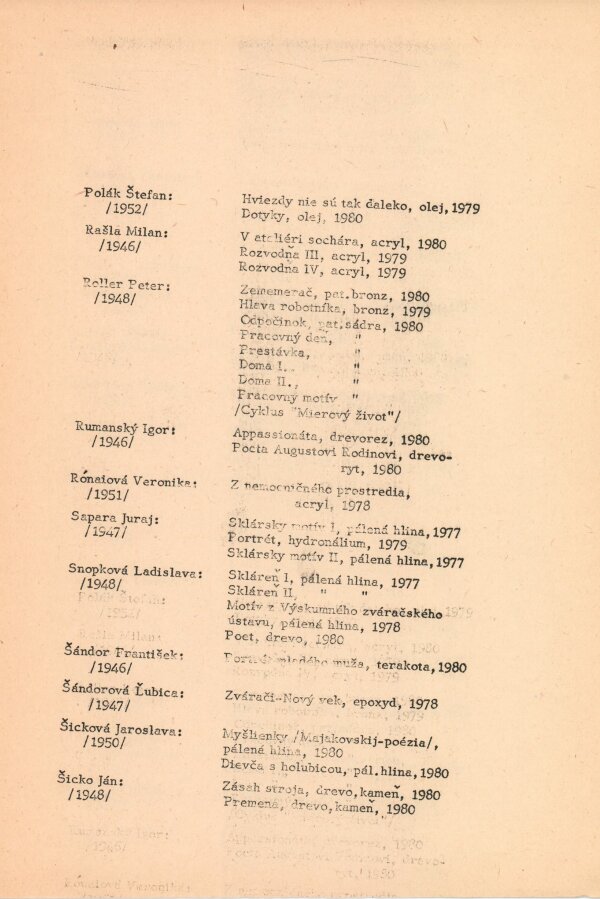 Polák Štefan: Hviezdy nie sú tak ďaleko, olej, 1979
/1952/ Dotyky, olej, 1980
Rašla Milan: V ateliéri sochára, acryl, 1980
/1946/ Rozvodňa III, acryl, 1979
Rozvodňa IV, acryl, 1979
Roller Peter: Zememerač, pat.bronz, 1980
/1948/ Hlava robotníka, bronz, 1979
Odpočinok, pat.sádra, 1980
Pracovný deň, "
Prestávka, "
Doma I., "
Doma II., "
Pracovný motív "
/Cyklus "Mierový život"/
Rumanský Igor: Appassionáta, drevorez, 1980
/1946/ Pocta Augustovi Rodinovi, drevo-
ryt, 1980
Rónaiová Veronika: Z nemocničného prostredia,
/1951/ acryl, 1978
Sapara Juraj: Sklársky motív I, pálená hlina, 1977
/1947/ Portrét, hydronálium, 1979
Sklársky motív II, pálená hlina, 1977
Snopková Ladislava: Skláreň I, pálená hlina, 1977
/1948/ Skláreň II, " "
Motív z Výskumného zváračského
ústavu, pálená hlina, 1978
Poet, drevo, 1980
Šándor František: Portrét mladého muža, terakota, 1980
/1946/
Šándorová Ľubica: Zvárači-Nový vek, epoxyd, 1978
/1947/
Šicková Jaroslava: Myšlienky /Majakovskij-poézia/,
/1950/ pálená hlina, 1980
Dievča s holubicou, pál.hlina, 1980
Šicko Ján: Zásah stroja, drevo, kameň, 1980
/1948/ Premena, drevo, kameň, 1980